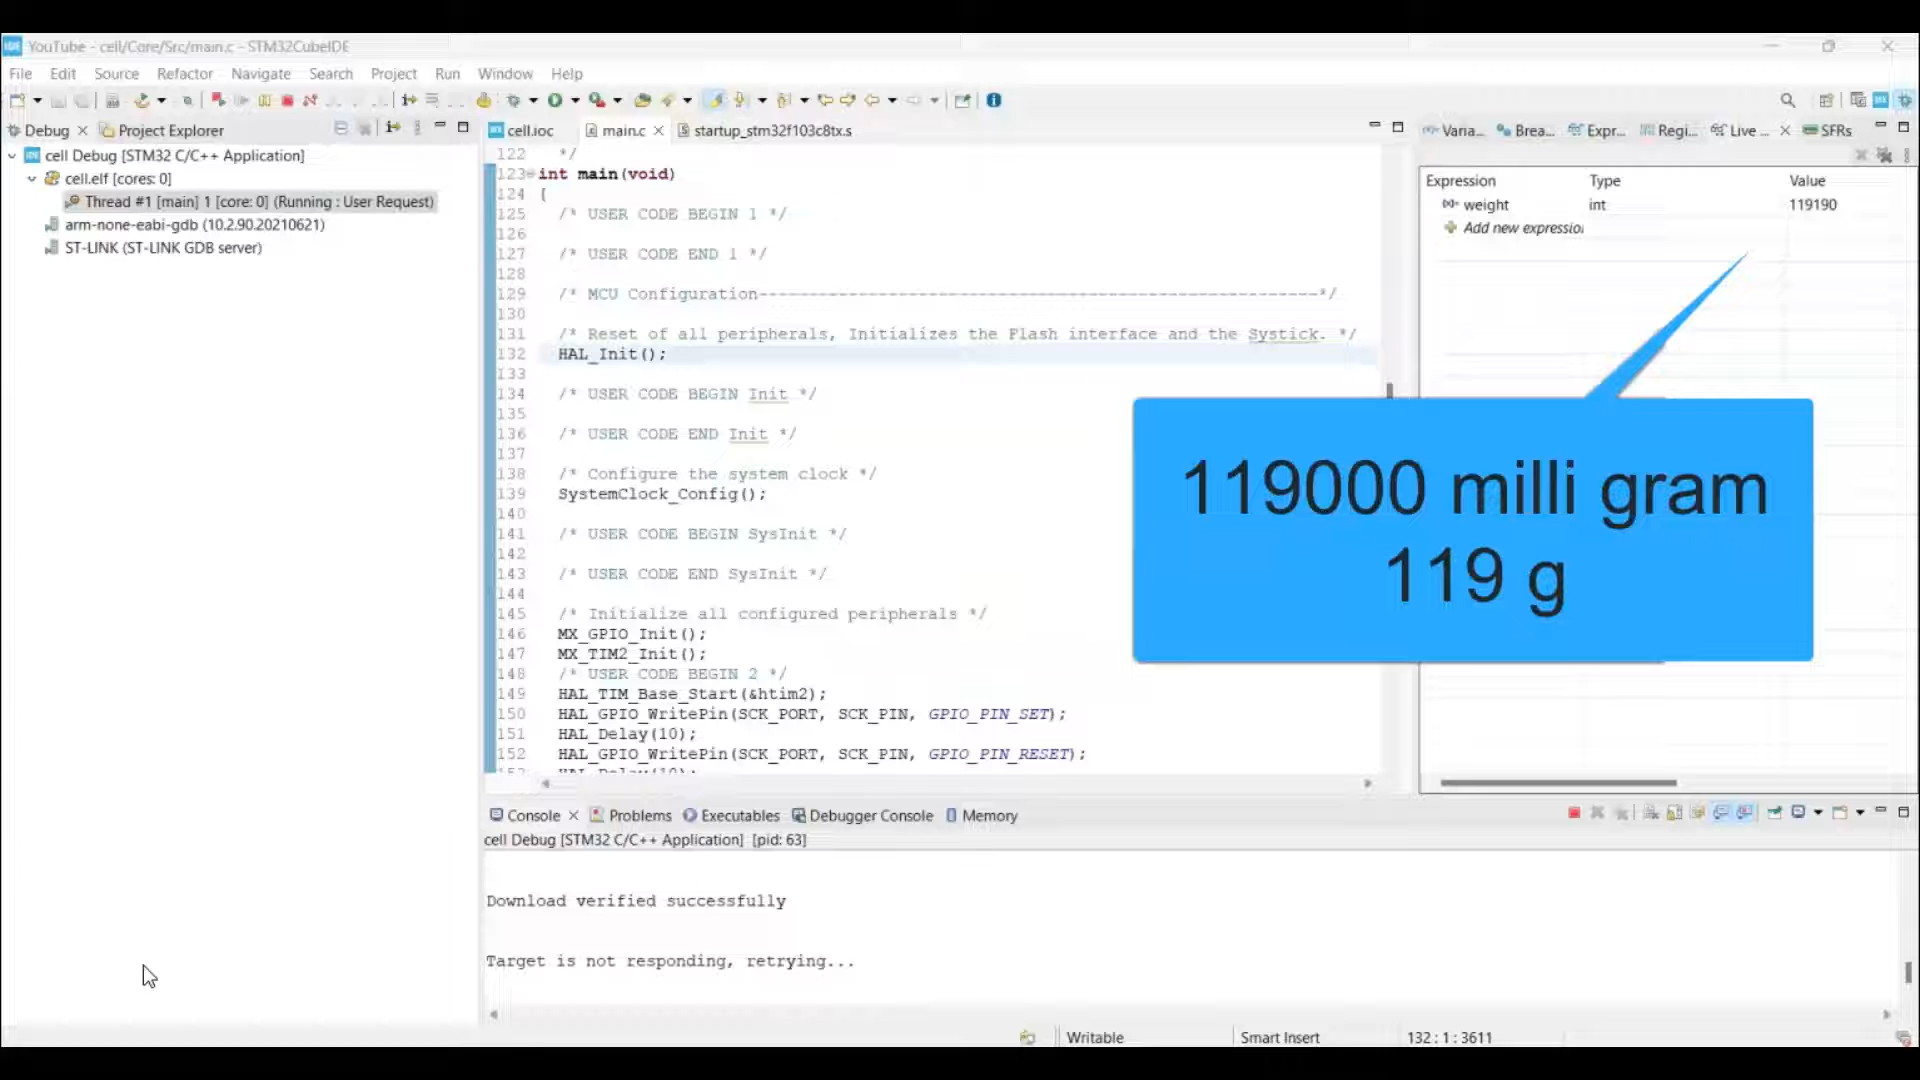 YouTube - cell/Core/Src/main.c - STM32CubeIDE
File Edit Source Refactor Navigate Search Project Run Window Help
Debug Project Explorer
cell Debug [STM32 C/C++ Application]
cell.elf [cores: 0]
Thread #1 [main] 1 [core: 0] (Running : User Request)
arm-none-eabi-gdb (10.2.90.20210621)
ST-LINK (ST-LINK GDB server)
cell.ioc main.c startup_stm32f103c8tx.s
122 */
123 int main(void)
124 {
125 /* USER CODE BEGIN 1 */
126
127 /* USER CODE END 1 */
128
129 /* MCU Configuration--------------------------------------------------------*/
130
131 /* Reset of all peripherals, Initializes the Flash interface and the Systick. */
132 HAL_Init();
133
134 /* USER CODE BEGIN Init */
135
136 /* USER CODE END Init */
137
138 /* Configure the system clock */
139 SystemClock_Config();
140
141 /* USER CODE BEGIN SysInit */
142
143 /* USER CODE END SysInit */
144
145 /* Initialize all configured peripherals */
146 MX_GPIO_Init();
147 MX_TIM2_Init();
148 /* USER CODE BEGIN 2 */
149 HAL_TIM_Base_Start(&htim2);
150 HAL_GPIO_WritePin(SCK_PORT, SCK_PIN, GPIO_PIN_SET);
151 HAL_Delay(10);
152 HAL_GPIO_WritePin(SCK_PORT, SCK_PIN, GPIO_PIN_RESET);
153 HAL_Delay(10);
Varia... Brea... Expr... Regi... Live ... SFRs
Expression Type Value
weight int 119190
Add new expression
119000 milli gram
119 g
Console Problems Executables Debugger Console Memory
cell Debug [STM32 C/C++ Application] [pid: 63]
Download verified successfully
Target is not responding, retrying...
Writable Smart Insert 132 : 1 : 3611